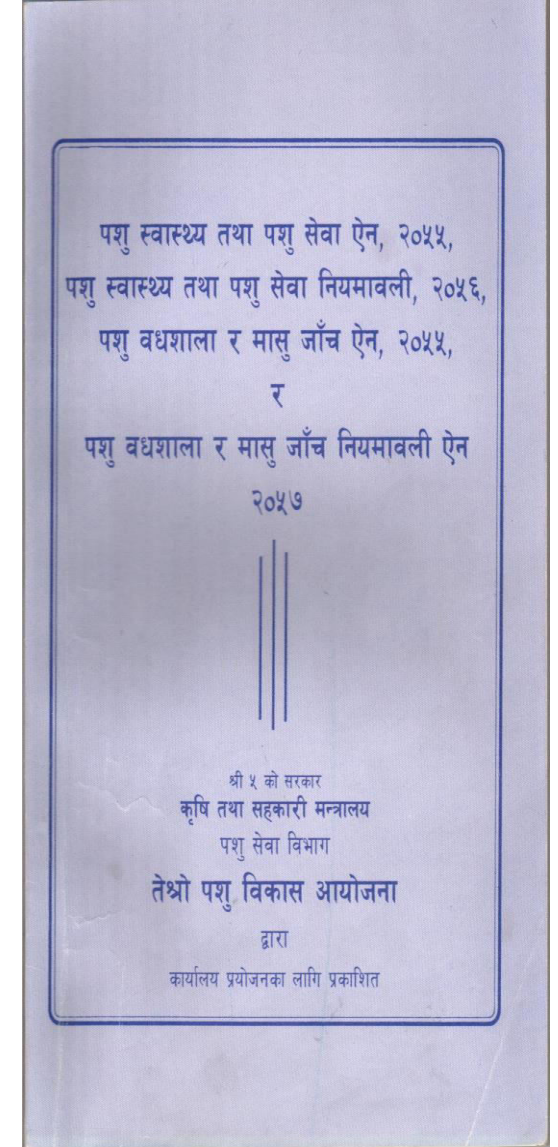 पशु स्वास्थ्य तथा पशु सेवा ऐन, २०५५,
पशु स्वास्थ्य तथा पशु सेवा नियमावली, २०५६,
पशु वधशाला र मासु जाँच ऐन, २०५५,
र
पशु वधशाला र मासु जाँच नियमावली ऐन
२०५७
श्री ५ को सरकार
कृषि तथा सहकारी मन्त्रालय
पशु सेवा विभाग
तेश्रो पशु विकास आयोजना
द्वारा
कार्यालय प्रयोजनका लागि प्रकाशित